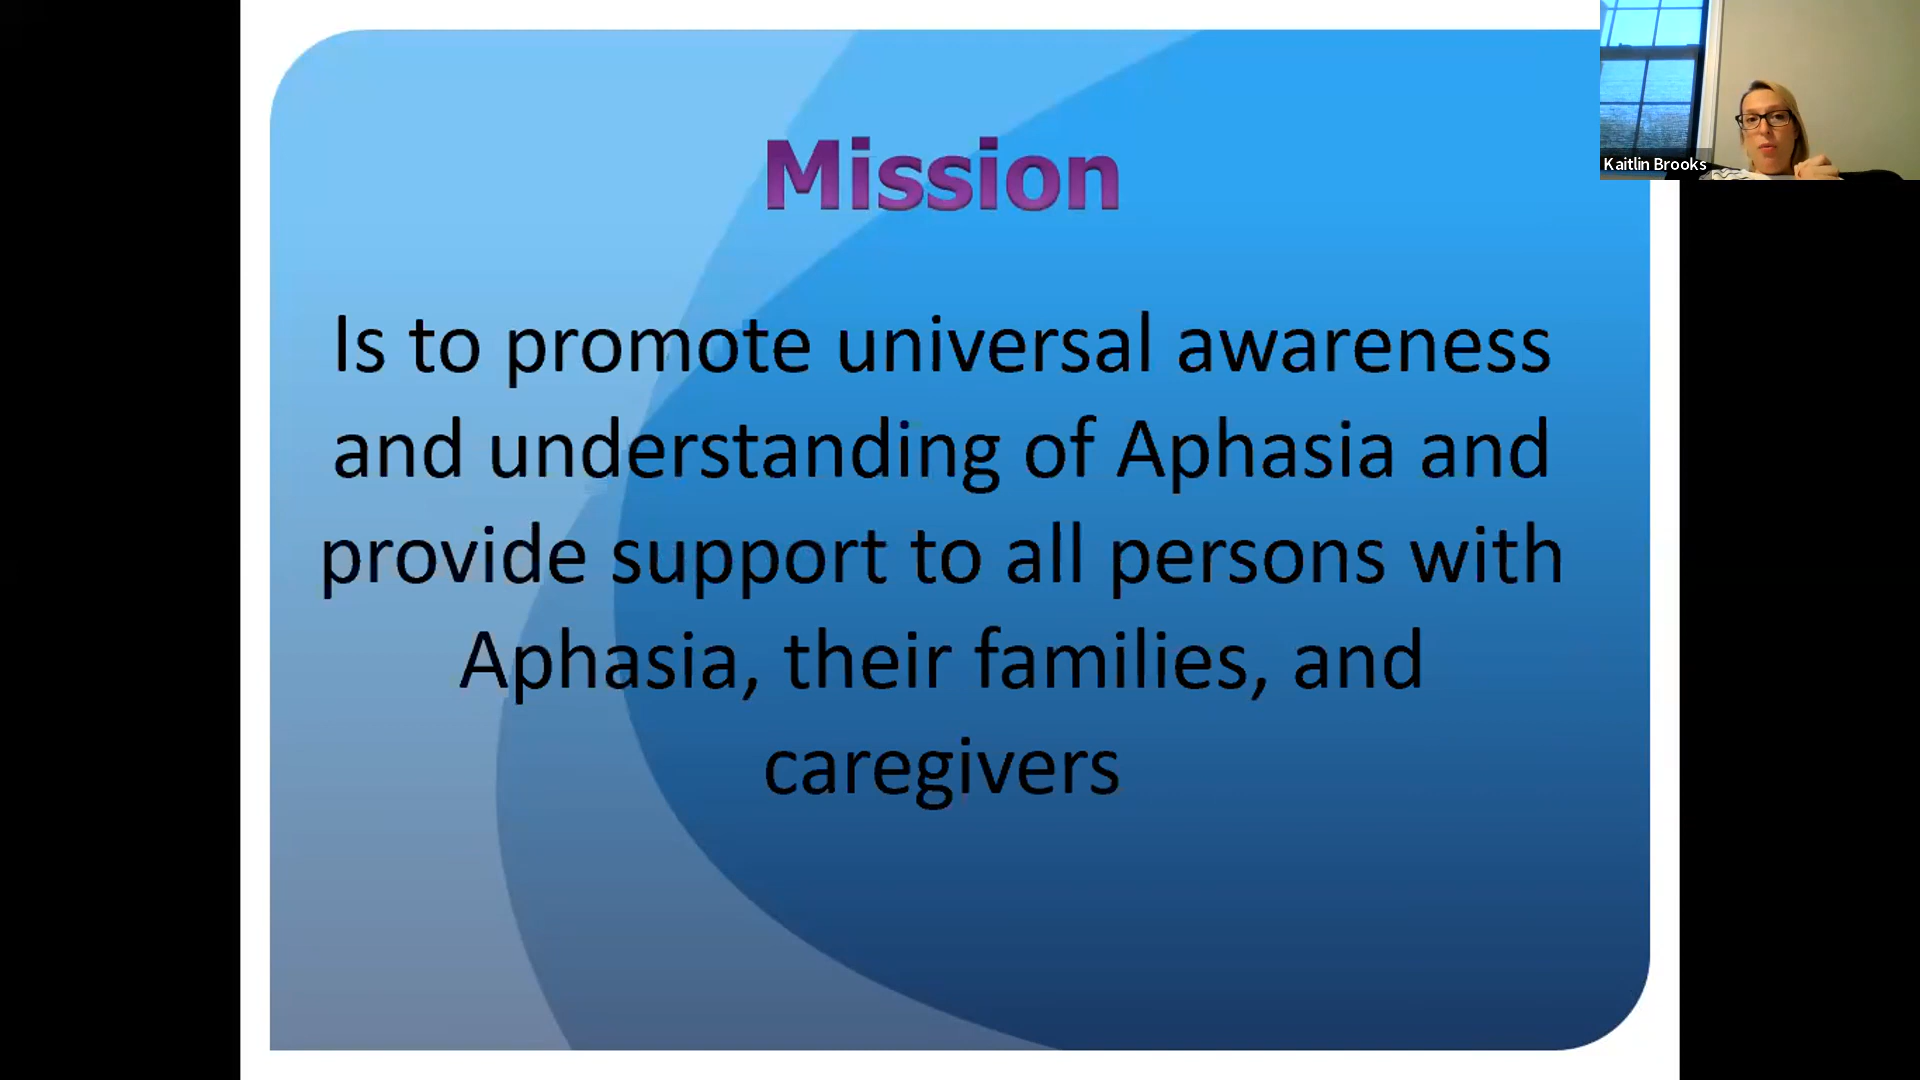 Mission
Is to promote universal awareness
and understanding of Aphasia and
provide support to all persons with
Aphasia, their families, and
caregivers
Kaitlin Brooks